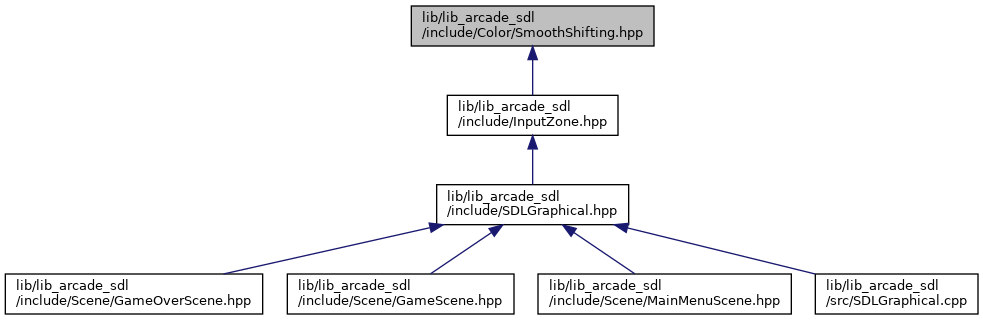 lib/lib_arcade_sdl
/include/Color/SmoothShifting.hpp
lib/lib_arcade_sdl
/include/InputZone.hpp
lib/lib_arcade_sdl
/include/SDLGraphical.hpp
lib/lib_arcade_sdl
/include/Scene/GameOverScene.hpp
lib/lib_arcade_sdl
/include/Scene/GameScene.hpp
lib/lib_arcade_sdl
/include/Scene/MainMenuScene.hpp
lib/lib_arcade_sdl
/src/SDLGraphical.cpp